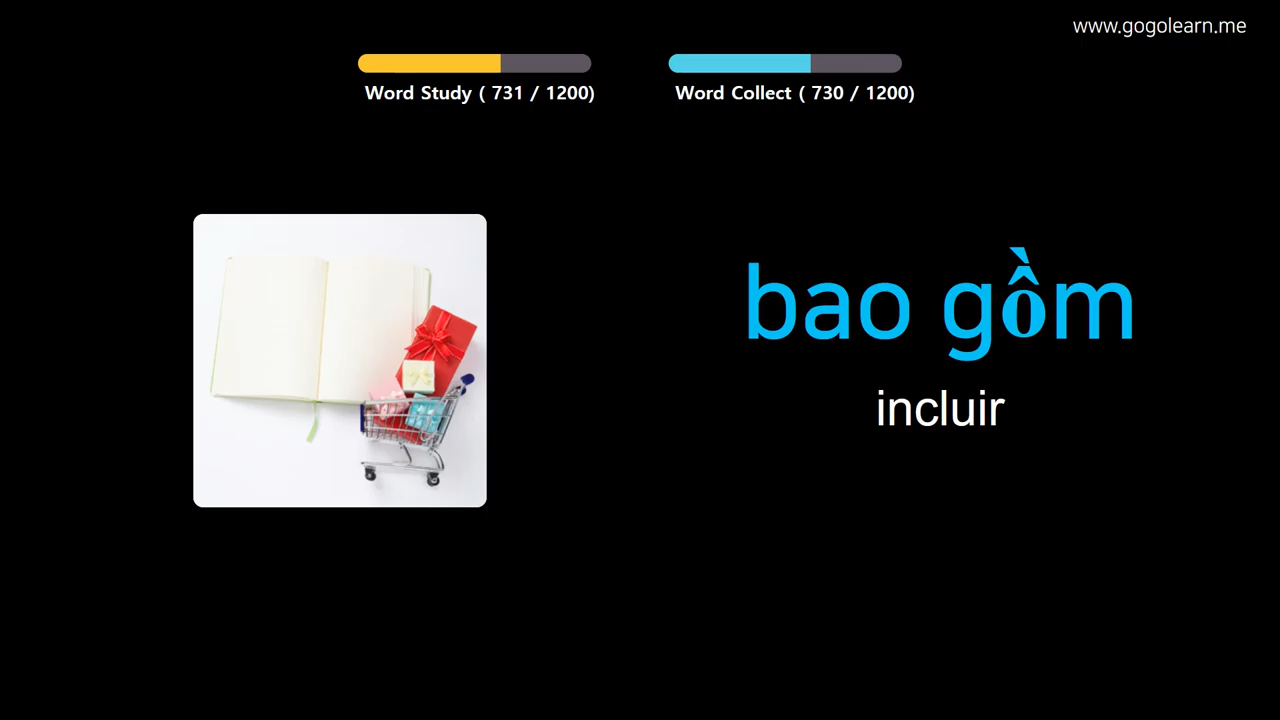 www.gogolearn.me
Word Study ( 731 / 1200)
Word Collect ( 730 / 1200)
bao gồm
incluir